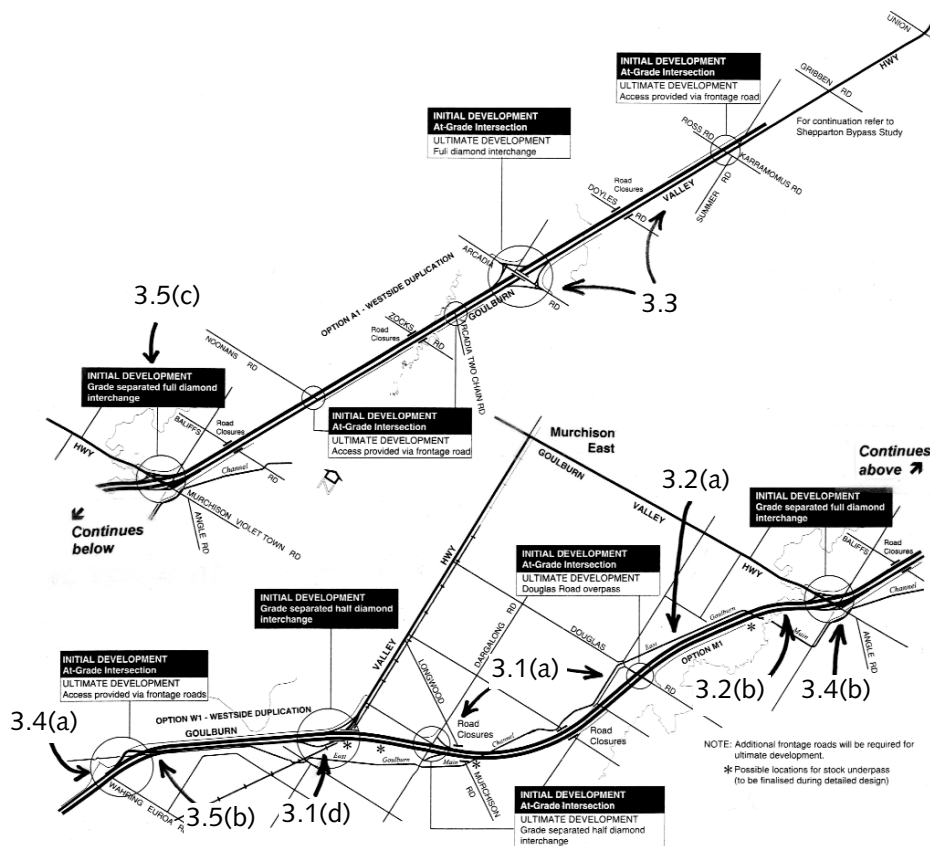 UNION
HWY
GRIBBEN
RD
For continuation refer to
Shepparton Bypass Study
INITIAL DEVELOPMENT
At-Grade Intersection
ULTIMATE DEVELOPMENT
Access provided via frontage road
ROSS RD
KARRAMOMUS RD
SUMMER RD
VALLEY
INITIAL DEVELOPMENT
At-Grade Intersection
ULTIMATE DEVELOPMENT
Full diamond interchange
Road
Closures
DOYLES
RD
3.3
ARCADIA
RD
OPTION A1 - WESTSIDE DUPLICATION
GOULBURN
ZOCKS
RD
Road
Closures
ARCADIA TWO CHAIN RD
3.5(c)
NOONANS RD
INITIAL DEVELOPMENT
Grade separated full diamond
interchange
INITIAL DEVELOPMENT
At-Grade Intersection
ULTIMATE DEVELOPMENT
Access provided via frontage road
BALIFFS
RD
Road
Closures
HWY
Channel
MURCHISON VIOLET TOWN RD
ANGLE RD
Continues
below
N
Murchison
East
GOULBURN
VALLEY
HWY
Continues
above
3.2(a)
INITIAL DEVELOPMENT
Grade separated full diamond
interchange
BALIFFS
Road
Closures
Channel
ANGLE RD
INITIAL DEVELOPMENT
At-Grade Intersection
ULTIMATE DEVELOPMENT
Douglas Road overpass
HWY
VALLEY
INITIAL DEVELOPMENT
Grade separated half diamond
interchange
LONGWOOD
DARGALONG RD
DOUGLAS
RD
East
Goulburn
Main
OPTION M1
3.1(a)
3.2(b)
3.4(b)
INITIAL DEVELOPMENT
At-Grade Intersection
ULTIMATE DEVELOPMENT
Access provided via frontage roads
OPTION W1 - WESTSIDE DUPLICATION
GOULBURN
Road
Closures
Channel
Road
Closures
3.4(a)
East
Goulburn
Main
MURCHISON
RD
WAHRING EUROA R
3.5(b)
3.1(d)
INITIAL DEVELOPMENT
At-Grade Intersection
ULTIMATE DEVELOPMENT
Grade separated half diamond
interchange
NOTE: Additional frontage roads will be required for
ultimate development.
* Possible locations for stock underpass
(to be finalised during detailed design)